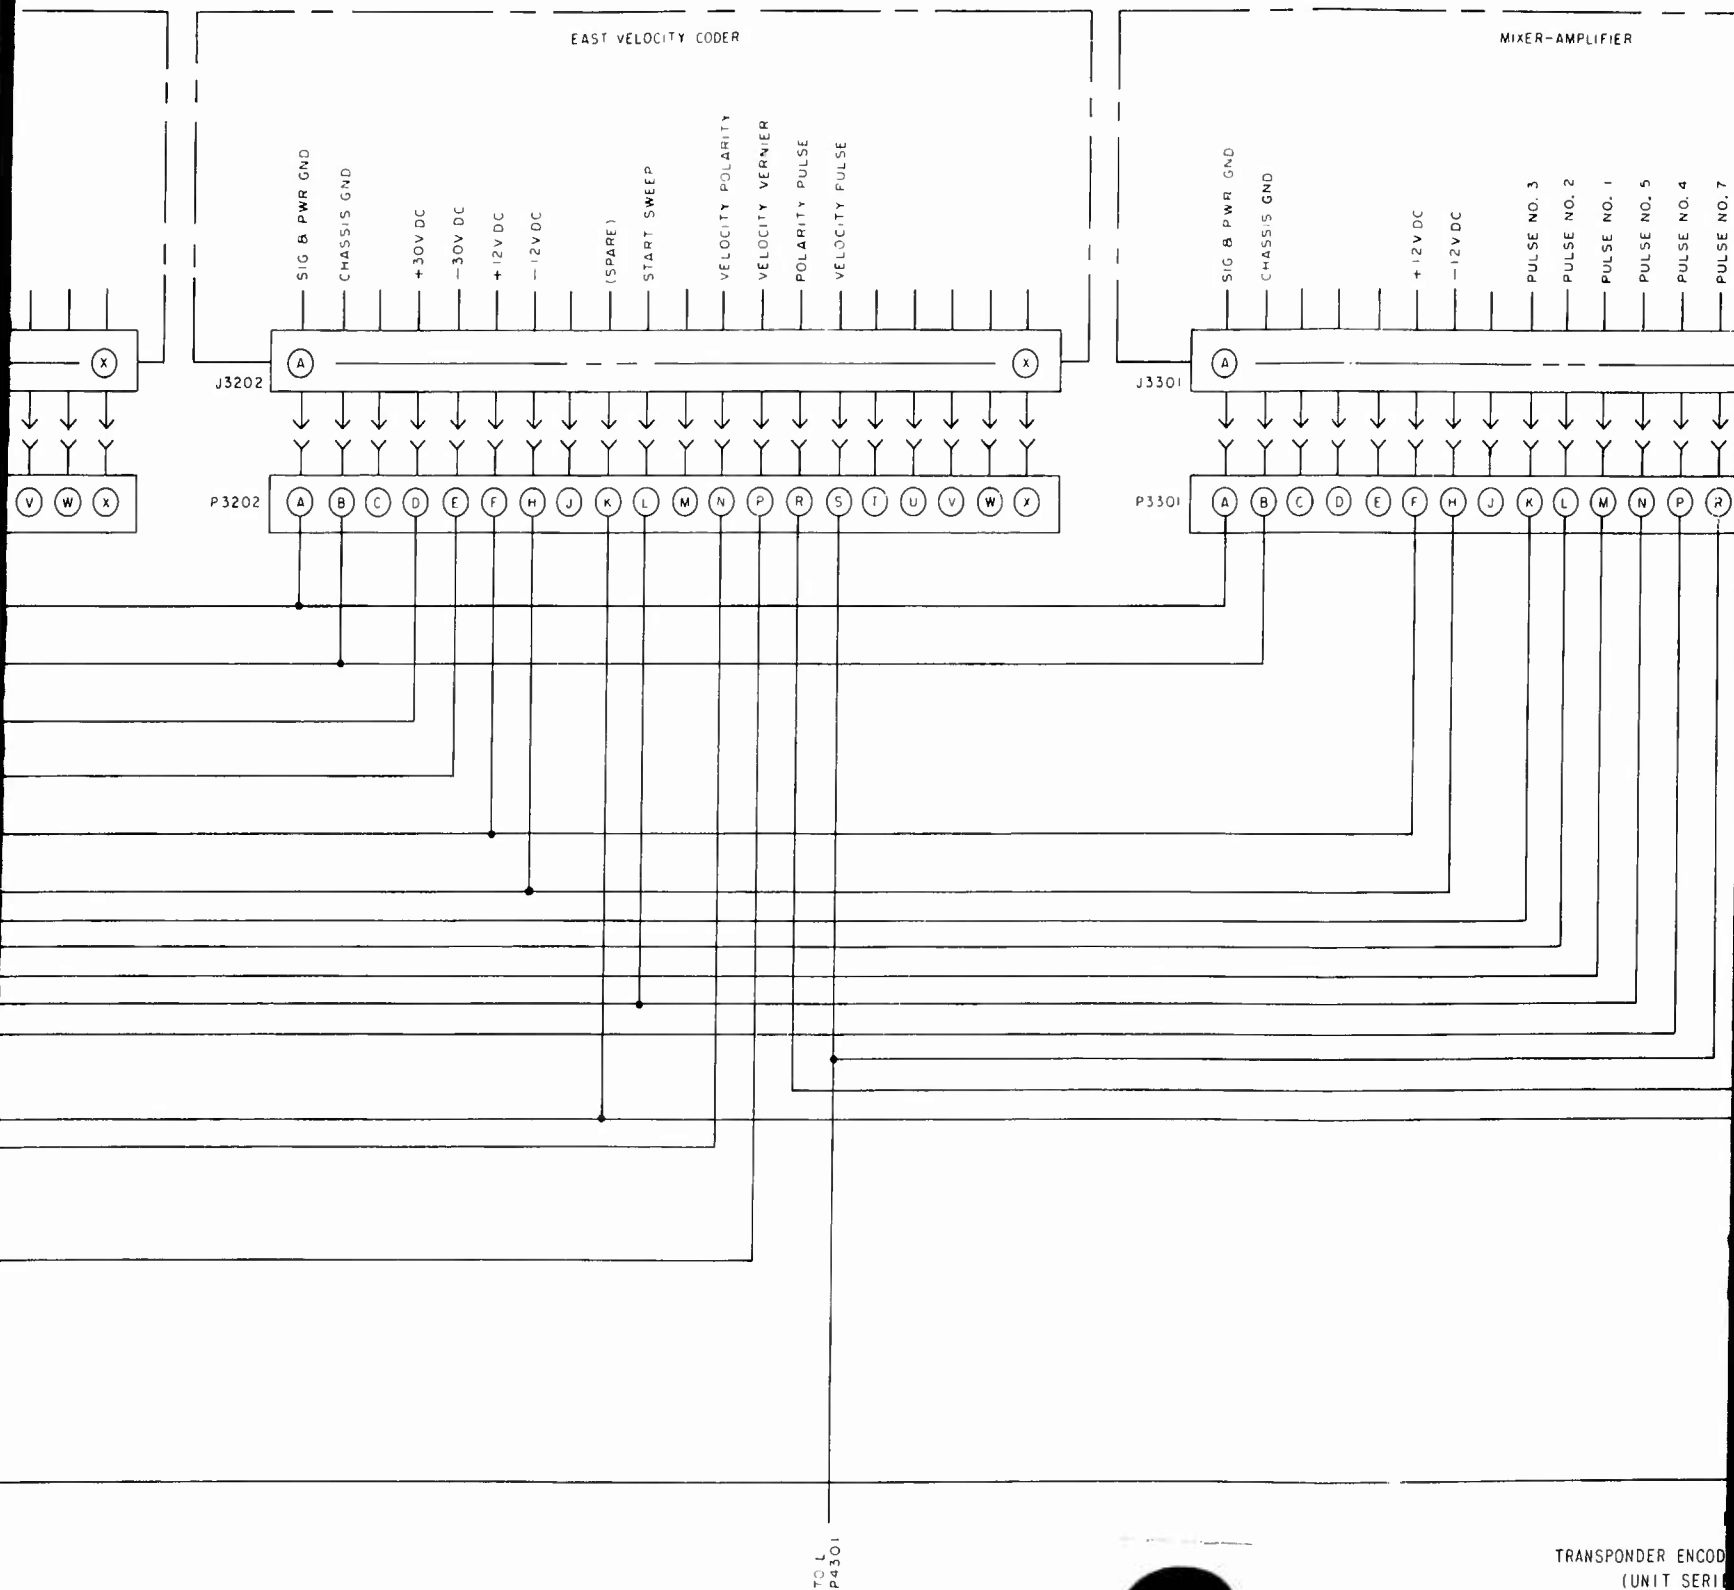 EAST VELOCITY CODER
MIXER-AMPLIFIER
SIG & PWR GND
CHASSIS GND
+30V DC
-30V DC
+12V DC
-12V DC
(SPARE)
START SWEEP
VELOCITY POLARITY
VELOCITY VERNIER
POLARITY PULSE
VELOCITY PULSE
SIG & PWR GND
CHASSIS GND
+12V DC
-12V DC
PULSE NO. 3
PULSE NO. 2
PULSE NO. 1
PULSE NO. 5
PULSE NO. 4
PULSE NO. 7
X
J3202
A
X
J3301
A
V W X
P3202
A B C D E F H J K L M N P R S T U V W X
P3301
A B C D E F H J K L M N P R
TO L
P4301
TRANSPONDER ENCOD
(UNIT SERI